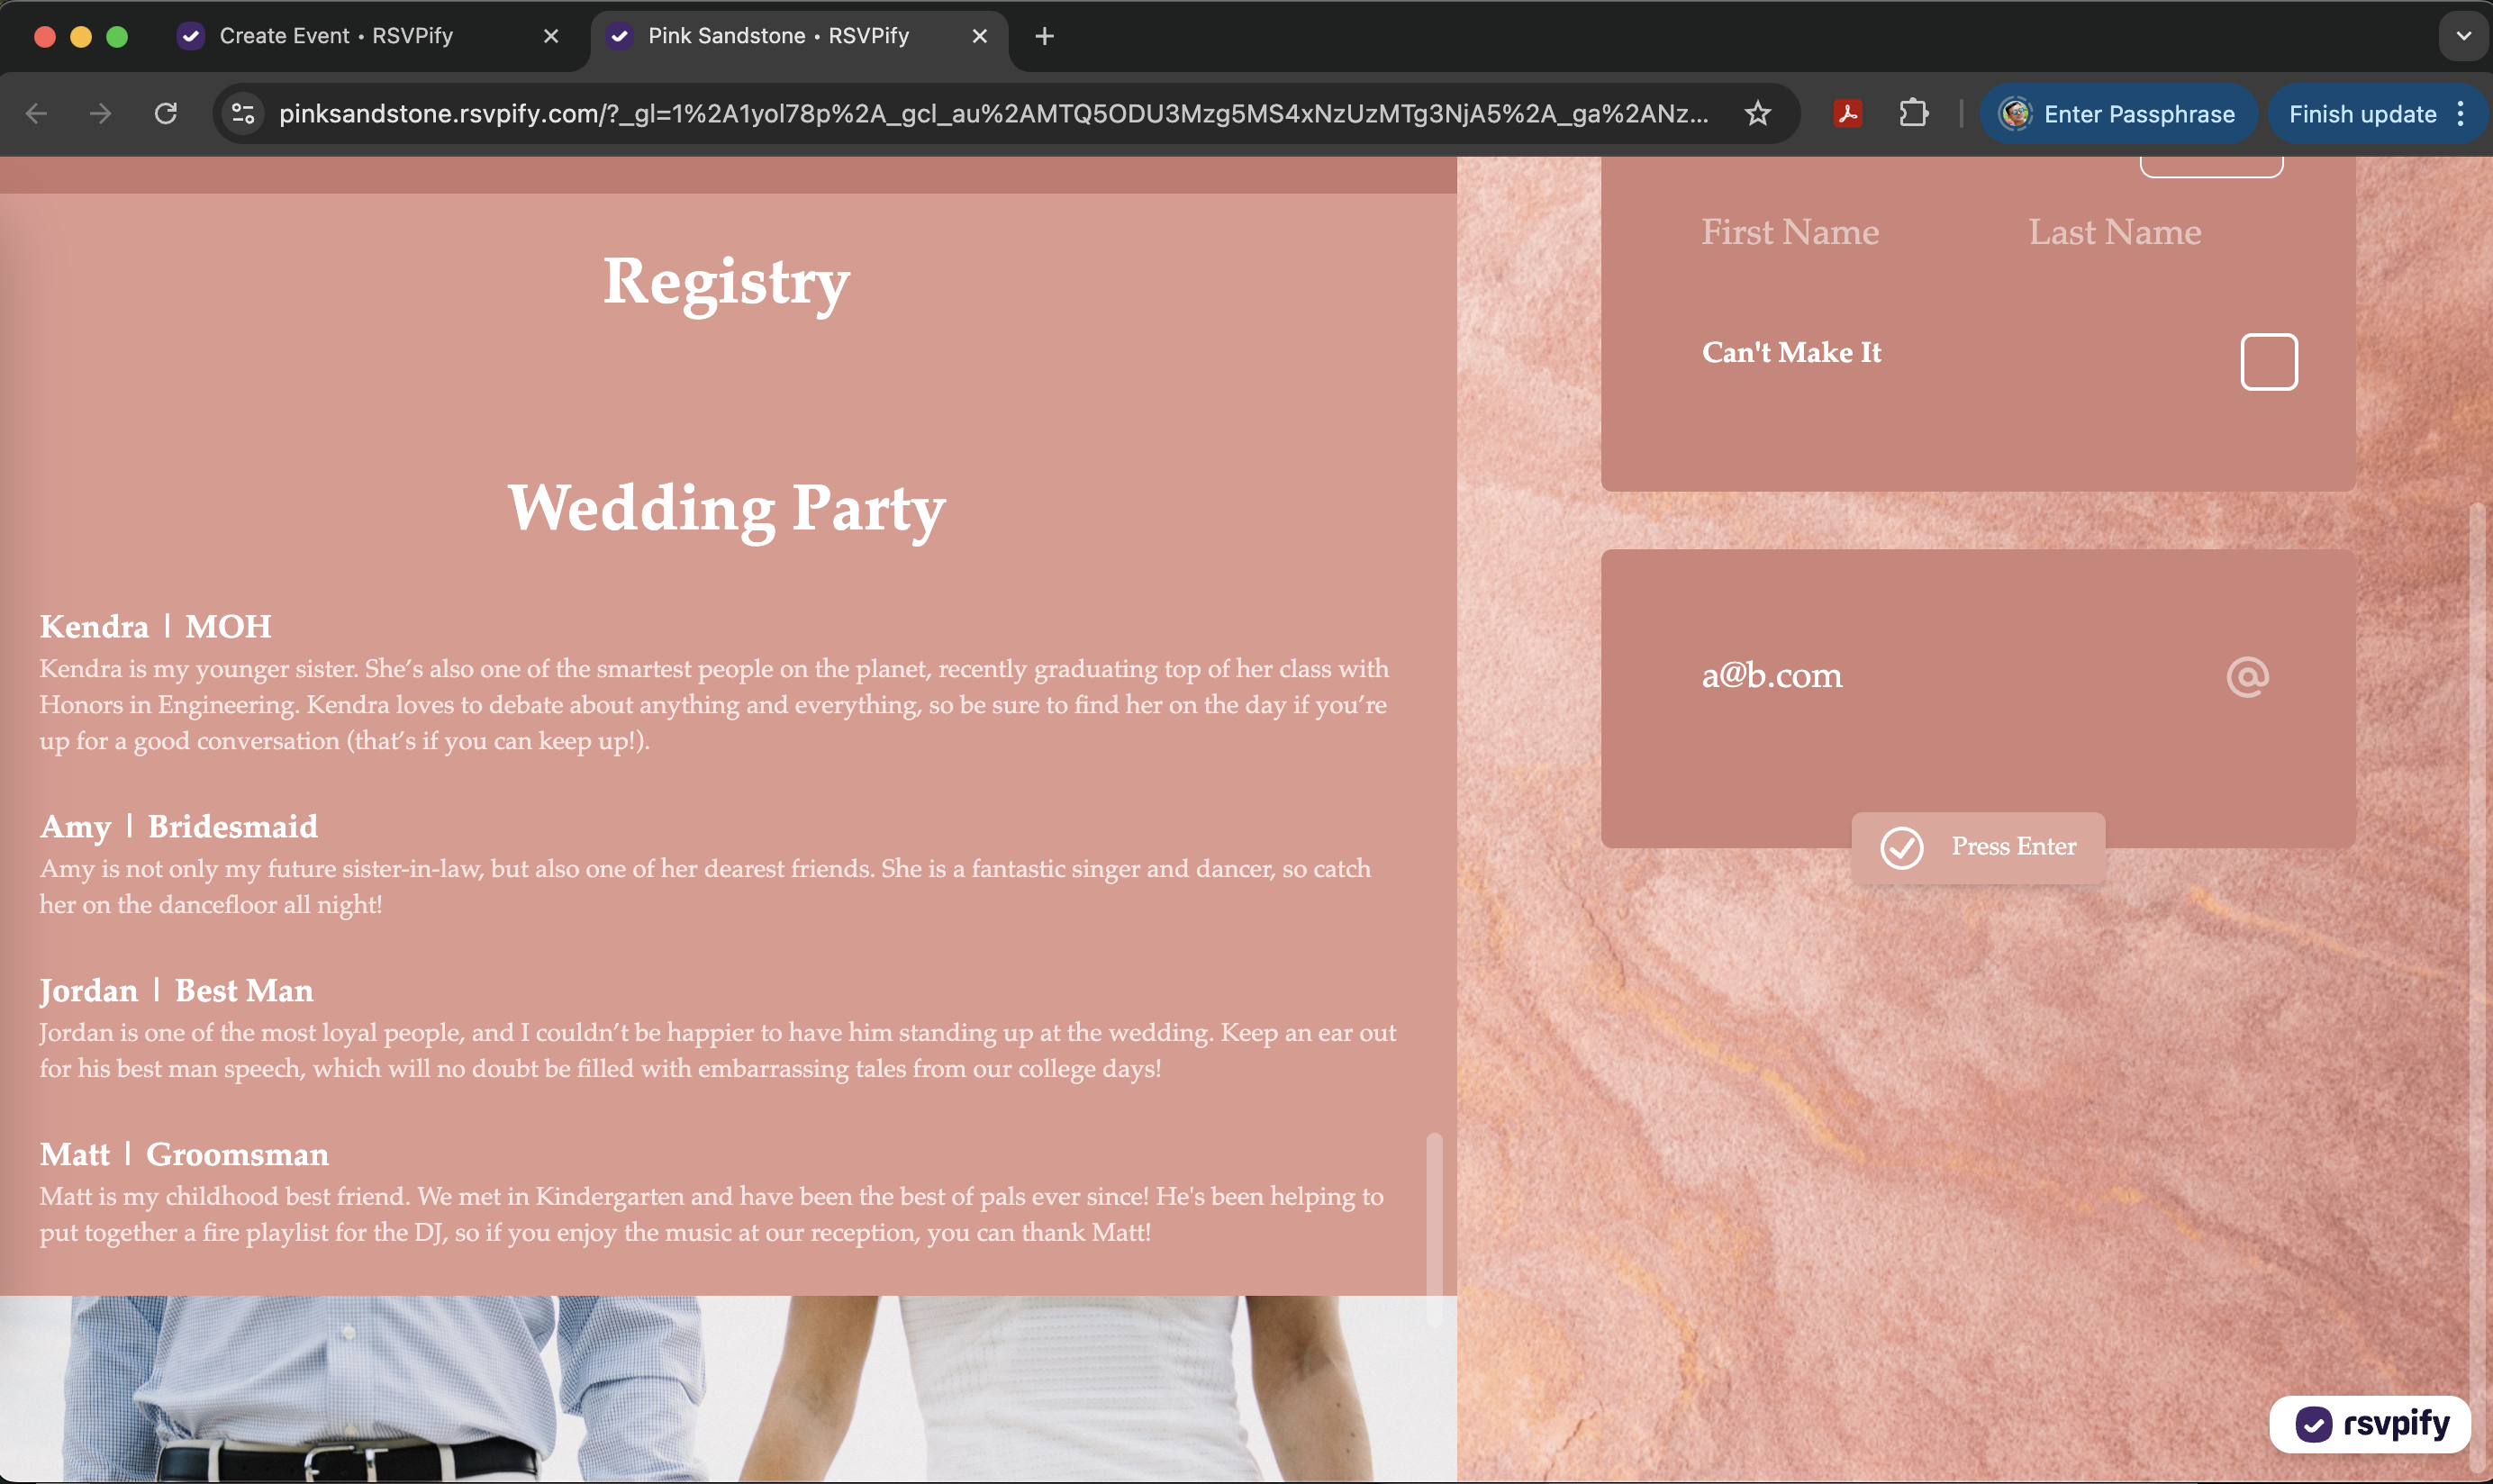 Create Event • RSVPify
Pink Sandstone • RSVPify
pinksandstone.rsvpify.com/?_gl=1%2A1yol78p%2A_gcl_au%2AMTQ5ODU3Mzg5MS4xNzUzMTg3NjA5%2A_ga%2ANz...
Enter Passphrase
Finish update
Registry
Wedding Party
Kendra | MOH
Kendra is my younger sister. She’s also one of the smartest people on the planet, recently graduating top of her class with
Honors in Engineering. Kendra loves to debate about anything and everything, so be sure to find her on the day if you’re
up for a good conversation (that’s if you can keep up!).
Amy | Bridesmaid
Amy is not only my future sister-in-law, but also one of her dearest friends. She is a fantastic singer and dancer, so catch
her on the dancefloor all night!
Jordan | Best Man
Jordan is one of the most loyal people, and I couldn’t be happier to have him standing up at the wedding. Keep an ear out
for his best man speech, which will no doubt be filled with embarrassing tales from our college days!
Matt | Groomsman
Matt is my childhood best friend. We met in Kindergarten and have been the best of pals ever since! He's been helping to
put together a fire playlist for the DJ, so if you enjoy the music at our reception, you can thank Matt!
First Name Last Name
Can't Make It
a@b.com @
Press Enter
rsvpify